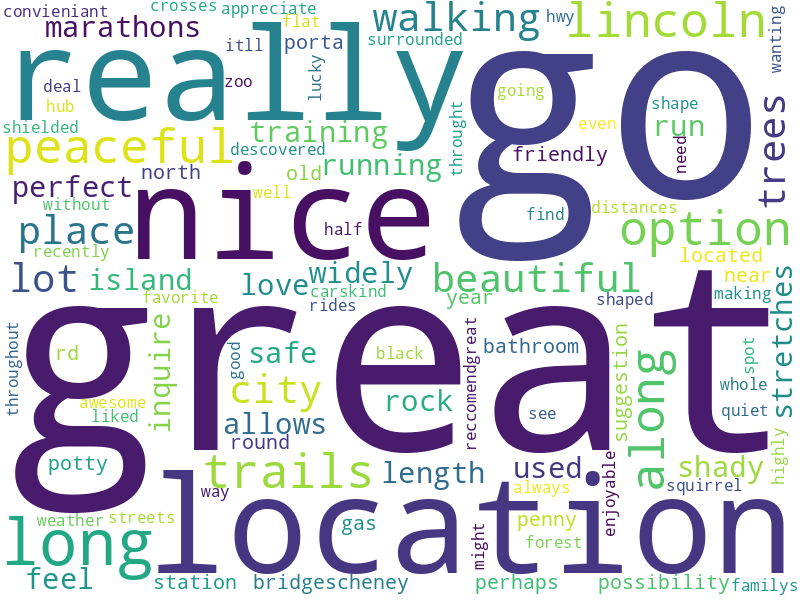 convieniant
crosses
appreciate
marathons
flat
walking
hwy
lincoln
wanting
really
go
itll
porta
surrounded
deal
zoo
lucky
hub
going
shape
shielded
peaceful
training
throught
even
run
trees
descovered
running
friendly
need
perfect
north
old
nice
well
without
place
half
find
distances
option
recently
located
lot
island
love
widely
beautiful
near
carskind
favorite
rides
year
shaped
making
stretches
great
throughout
rd
inquire
good
safe
black
reccomendgreat
bathroom
suggestion
along
spot
whole
awesome
liked
city
rock
see
quiet
allows
round
potty
trails
length
used
always
enjoyable
shady
highly
way
squirrel
location
long
weather
streets
gas
penny
might
forest
feel
station
bridgescheney
perhaps
possibility
familys